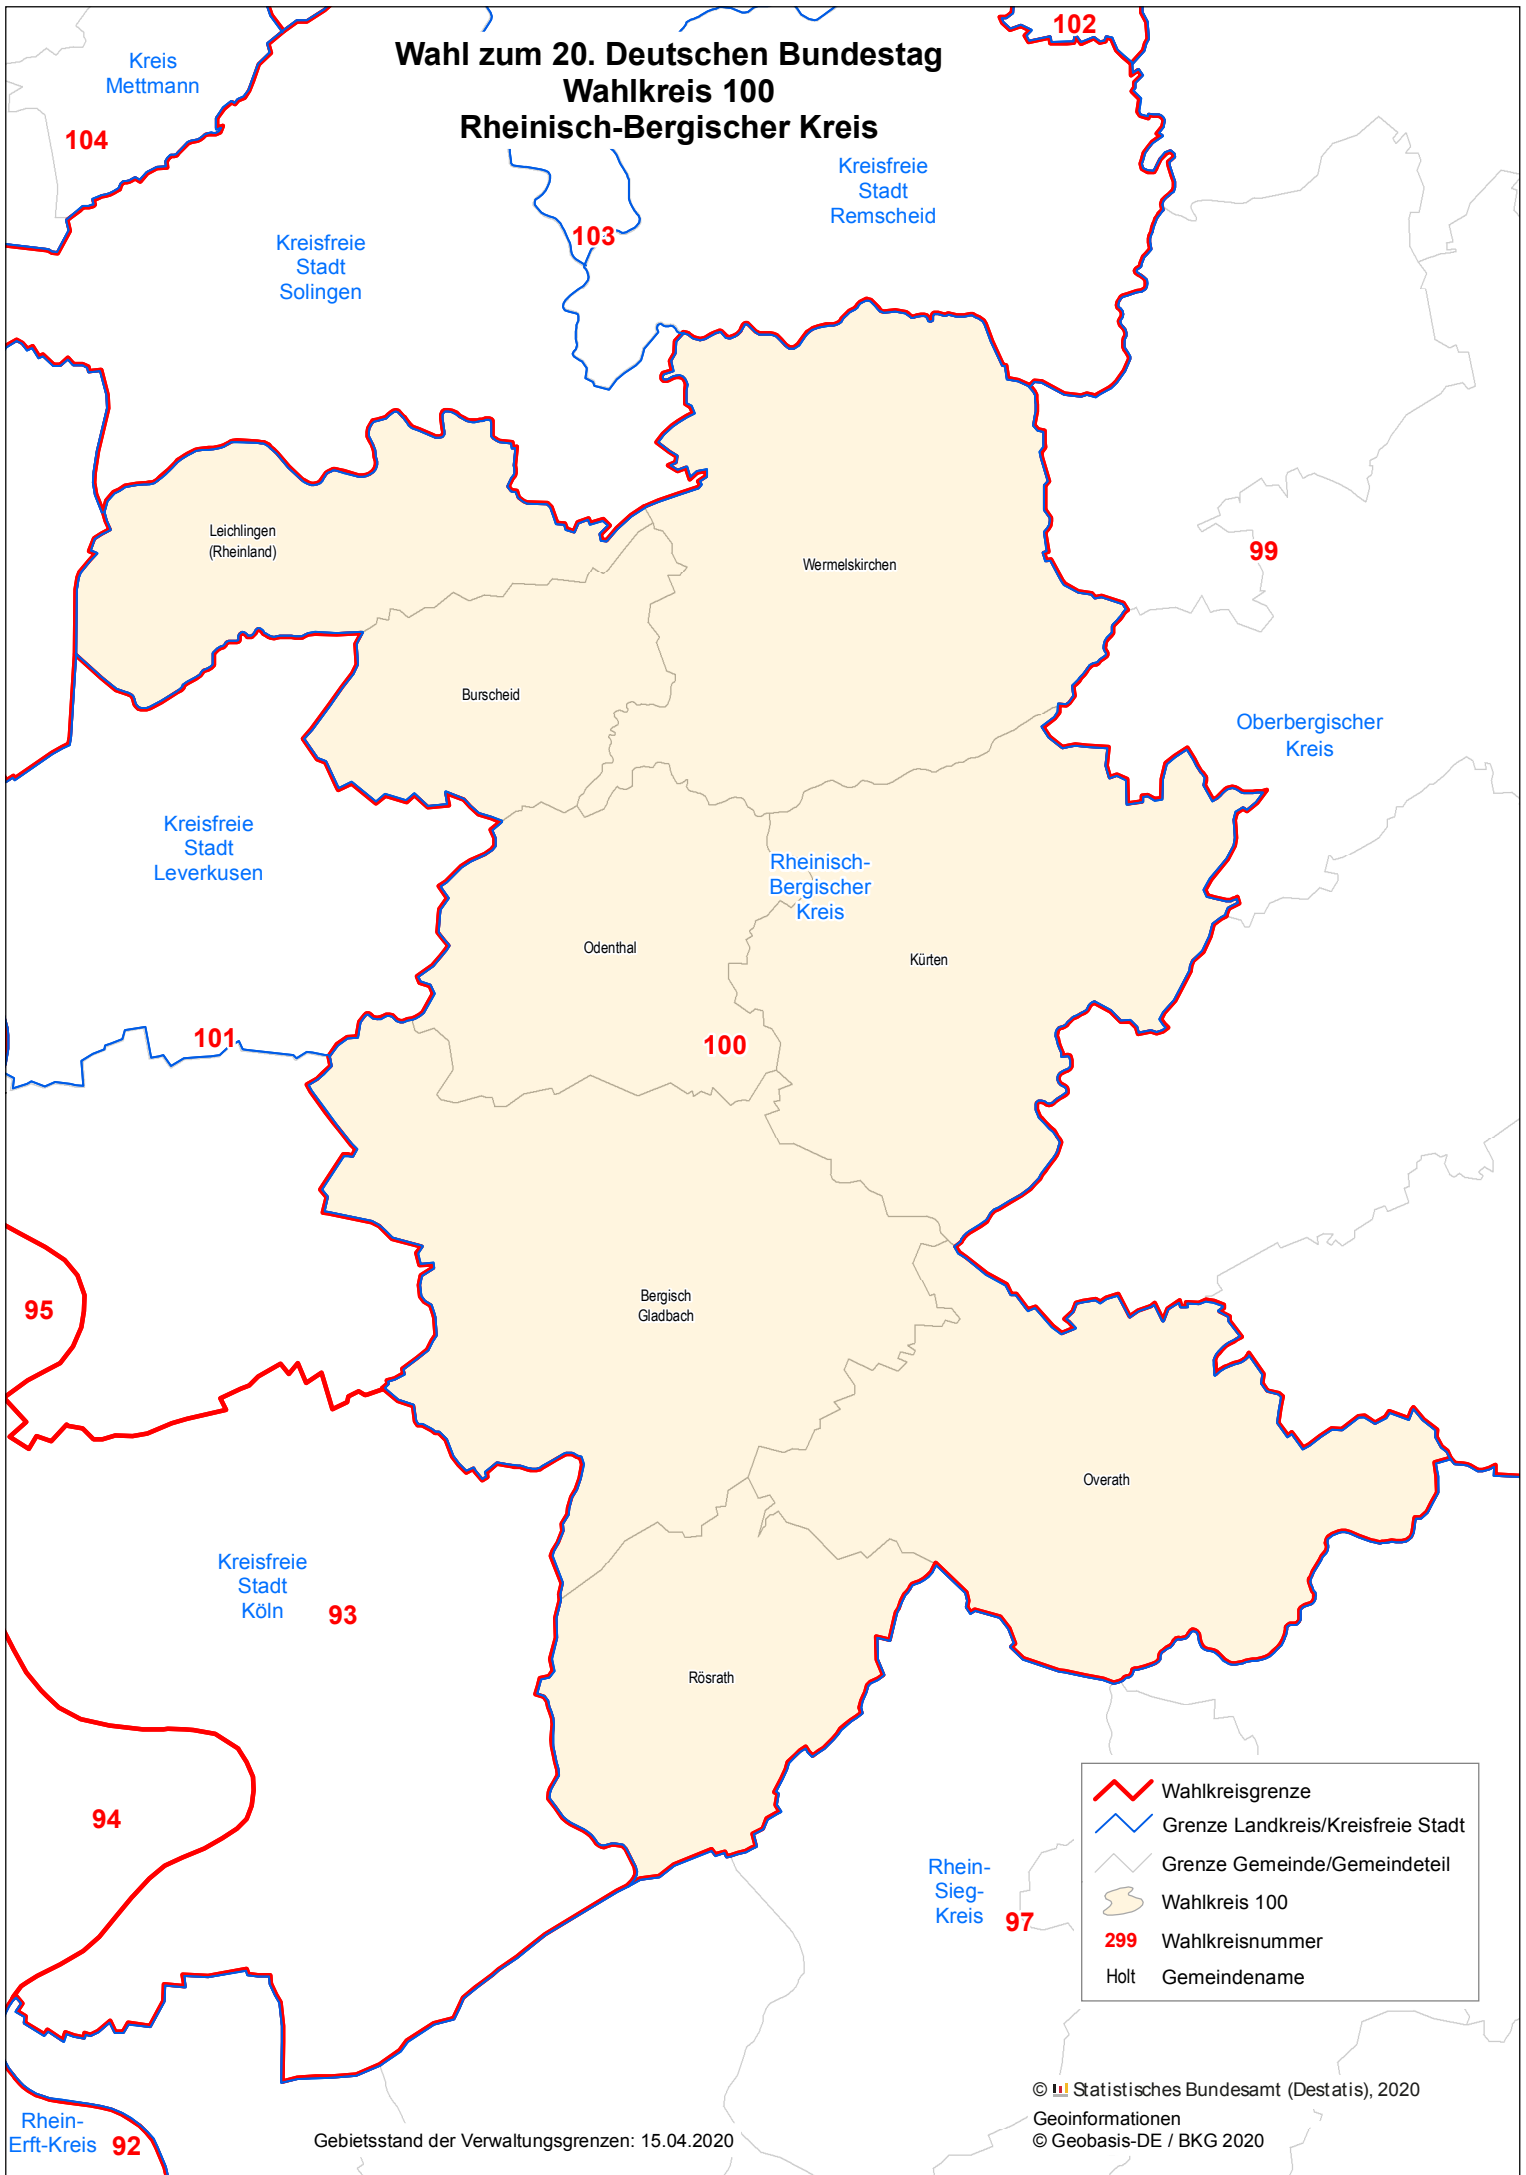 Wahl zum 20. Deutschen Bundestag
Wahlkreis 100
Rheinisch-Bergischer Kreis
102
Kreis
Mettmann
104
Kreisfreie
Stadt
Remscheid
103
Kreisfreie
Stadt
Solingen
Leichlingen
(Rheinland)
Wermelskirchen
99
Burscheid
Oberbergischer
Kreis
Kreisfreie
Stadt
Leverkusen
Rheinisch-
Bergischer
Kreis
Odenthal
Kürten
101
100
95
Bergisch
Gladbach
Overath
Kreisfreie
Stadt
Köln
93
Rösrath
94
Rhein-
Sieg-
Kreis
97
Wahlkreisgrenze
Grenze Landkreis/Kreisfreie Stadt
Grenze Gemeinde/Gemeindeteil
Wahlkreis 100
299 Wahlkreisnummer
Holt Gemeindename
Rhein-
Erft-Kreis
92
Gebietsstand der Verwaltungsgrenzen: 15.04.2020
© Statistisches Bundesamt (Destatis), 2020
Geoinformationen
© Geobasis-DE / BKG 2020